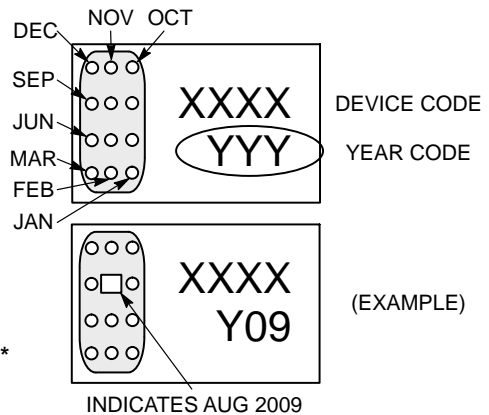 DEC NOV OCT
SEP
JUN
MAR
FEB
JAN
XXXX DEVICE CODE
YYY YEAR CODE
XXXX
Y09
(EXAMPLE)
*
INDICATES AUG 2009